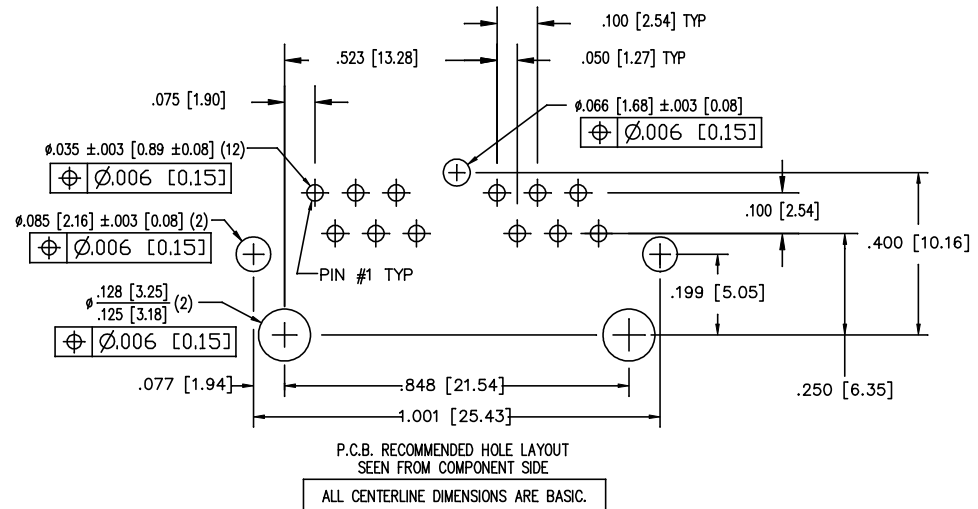 .100 [2.54] TYP
.523 [13.28]
.050 [1.27] TYP
.075 [1.90]
ø.066 [1.68] ±.003 [0.08]
⌖ Ø.006 [0.15]
ø.035 ±.003 [0.89 ±0.08] (12)
⌖ Ø.006 [0.15]
.100 [2.54]
ø.085 [2.16] ±.003 [0.08] (2)
⌖ Ø.006 [0.15]
.400 [10.16]
PIN #1 TYP
.199 [5.05]
ø .128 [3.25]
.125 [3.18] (2)
⌖ Ø.006 [0.15]
.077 [1.94]
.848 [21.54]
.250 [6.35]
1.001 [25.43]
P.C.B. RECOMMENDED HOLE LAYOUT
SEEN FROM COMPONENT SIDE
ALL CENTERLINE DIMENSIONS ARE BASIC.